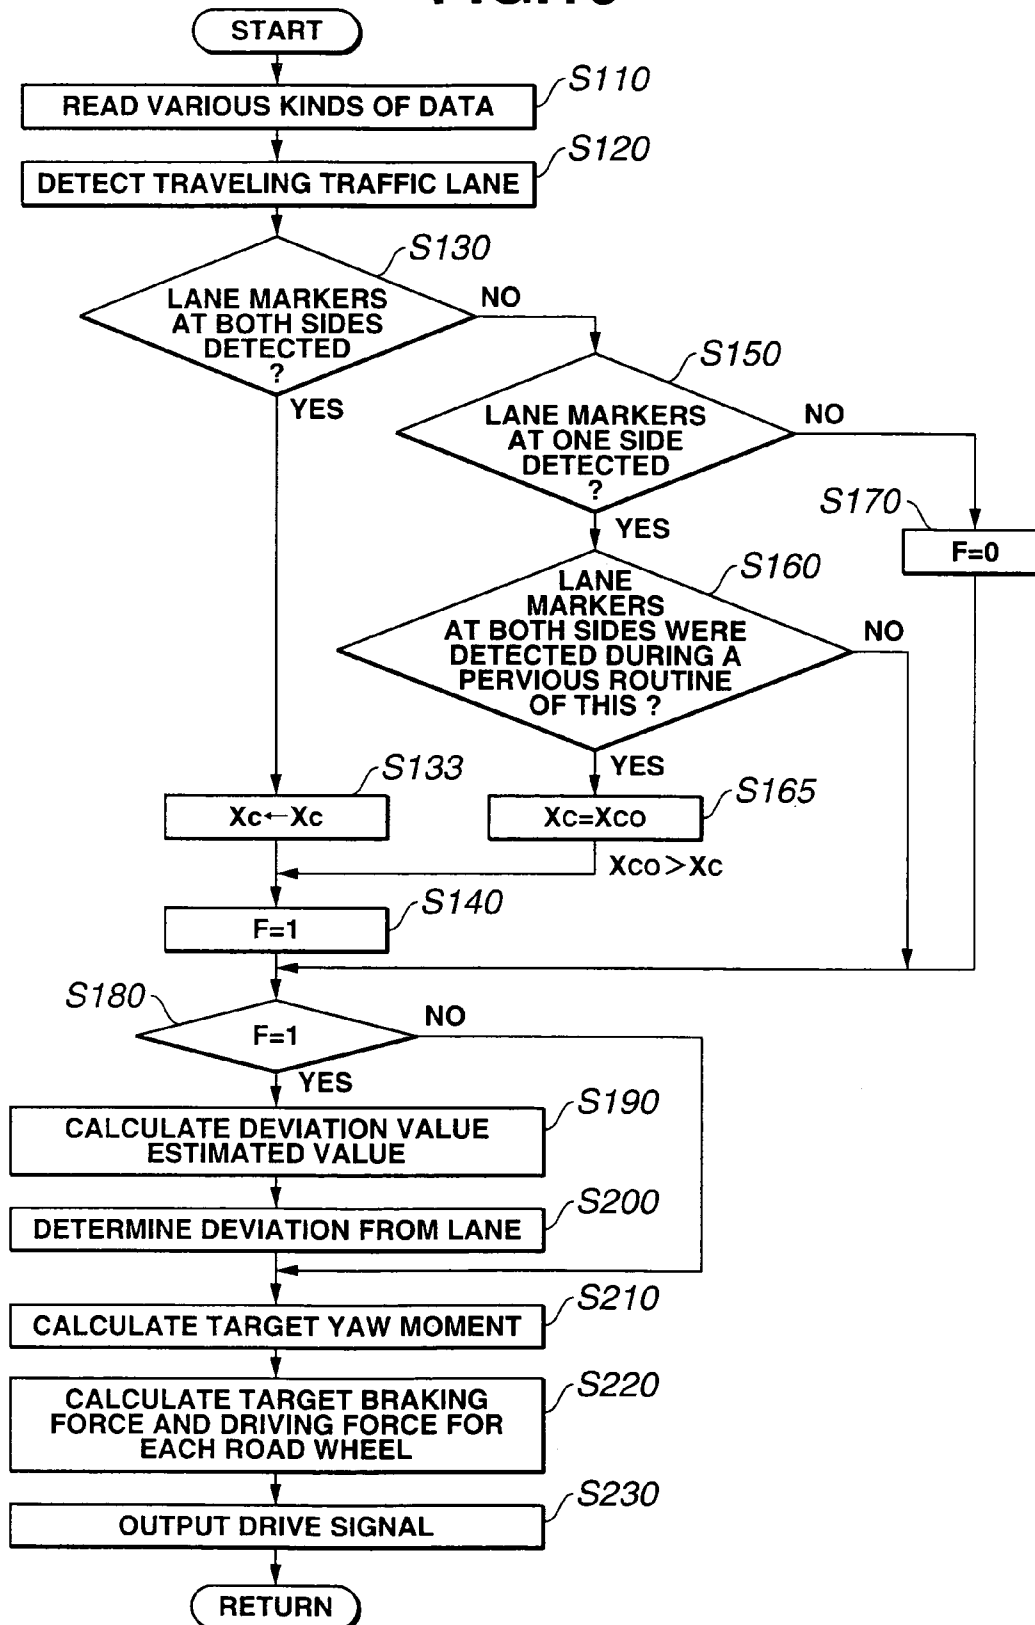 START
S110
READ VARIOUS KINDS OF DATA
S120
DETECT TRAVELING TRAFFIC LANE
S130
LANE MARKERS
AT BOTH SIDES
DETECTED
?
NO
YES
S150
LANE MARKERS
AT ONE SIDE
DETECTED
?
NO
YES
S170
F=0
S160
LANE
MARKERS
AT BOTH SIDES WERE
DETECTED DURING A
PERVIOUS ROUTINE
OF THIS ?
NO
YES
S133
Xc←Xc
S165
Xc=Xco
Xco>Xc
S140
F=1
S180
F=1
NO
YES
S190
CALCULATE DEVIATION VALUE
ESTIMATED VALUE
S200
DETERMINE DEVIATION FROM LANE
S210
CALCULATE TARGET YAW MOMENT
S220
CALCULATE TARGET BRAKING
FORCE AND DRIVING FORCE FOR
EACH ROAD WHEEL
S230
OUTPUT DRIVE SIGNAL
RETURN